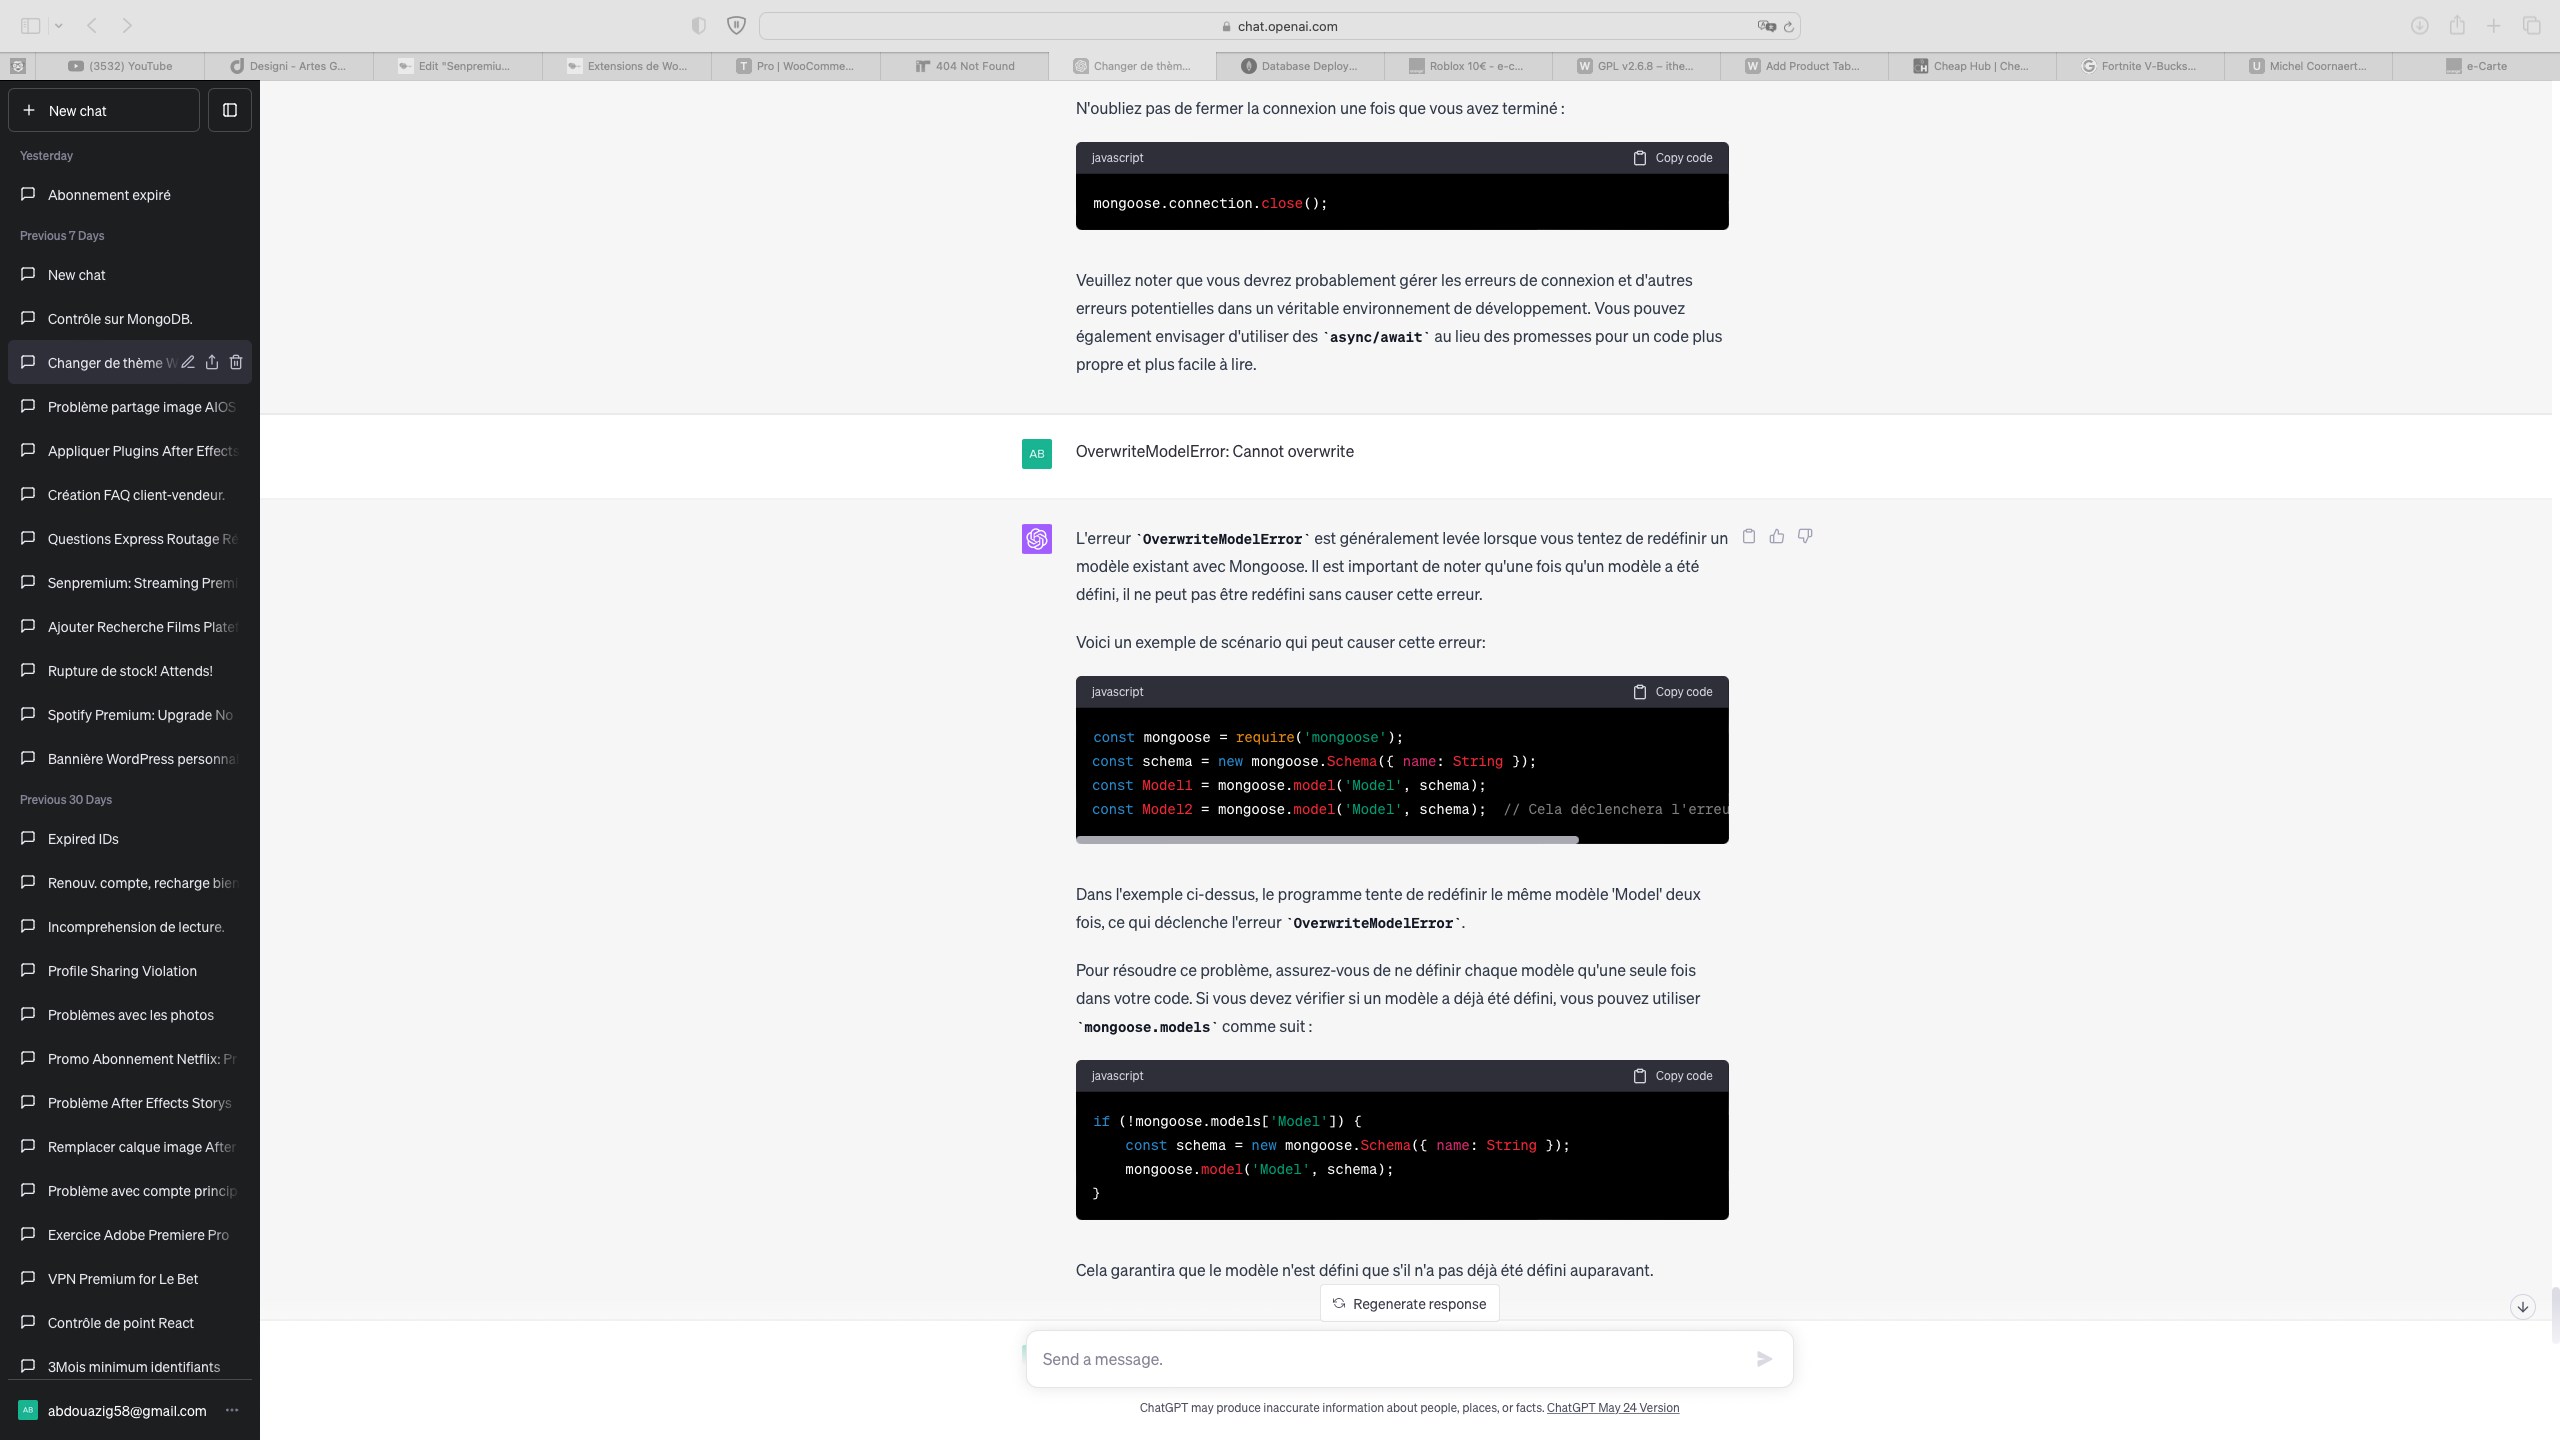 chat.openai.com
(3532) YouTube
Designi - Artes G...
Edit "Senpremiu...
Extensions de Wo...
Pro | WooComme...
404 Not Found
Changer de thèm...
Database Deploy...
Roblox 10€ - e-c...
GPL v2.6.8 – ithe...
Add Product Tab...
Cheap Hub | Che...
Fortnite V-Bucks...
Michel Coornaert...
e-Carte
New chat
Yesterday
Abonnement expiré
Previous 7 Days
New chat
Contrôle sur MongoDB.
Changer de thème W
Problème partage image AIOS
Appliquer Plugins After Effects
Création FAQ client-vendeur.
Questions Express Routage Ré
Senpremium: Streaming Premi
Ajouter Recherche Films Platef
Rupture de stock! Attends!
Spotify Premium: Upgrade No
Bannière WordPress personnal
Previous 30 Days
Expired IDs
Renouv. compte, recharge bien
Incomprehension de lecture.
Profile Sharing Violation
Problèmes avec les photos
Promo Abonnement Netflix: Pr
Problème After Effects Storys
Remplacer calque image After
Problème avec compte princip
Exercice Adobe Premiere Pro
VPN Premium for Le Bet
Contrôle de point React
3Mois minimum identifiants
AB abdouazig58@gmail.com
N'oubliez pas de fermer la connexion une fois que vous avez terminé :
javascript Copy code
mongoose.connection.close();
Veuillez noter que vous devrez probablement gérer les erreurs de connexion et d'autres
erreurs potentielles dans un véritable environnement de développement. Vous pouvez
également envisager d'utiliser des `async/await` au lieu des promesses pour un code plus
propre et plus facile à lire.
AB OverwriteModelError: Cannot overwrite
L'erreur `OverwriteModelError` est généralement levée lorsque vous tentez de redéfinir un
modèle existant avec Mongoose. Il est important de noter qu'une fois qu'un modèle a été
défini, il ne peut pas être redéfini sans causer cette erreur.
Voici un exemple de scénario qui peut causer cette erreur:
javascript Copy code
const mongoose = require('mongoose');
const schema = new mongoose.Schema({ name: String });
const Model1 = mongoose.model('Model', schema);
const Model2 = mongoose.model('Model', schema);  // Cela déclenchera l'erreu
Dans l'exemple ci-dessus, le programme tente de redéfinir le même modèle 'Model' deux
fois, ce qui déclenche l'erreur `OverwriteModelError`.
Pour résoudre ce problème, assurez-vous de ne définir chaque modèle qu'une seule fois
dans votre code. Si vous devez vérifier si un modèle a déjà été défini, vous pouvez utiliser
`mongoose.models` comme suit :
javascript Copy code
if (!mongoose.models['Model']) {
    const schema = new mongoose.Schema({ name: String });
    mongoose.model('Model', schema);
}
Cela garantira que le modèle n'est défini que s'il n'a pas déjà été défini auparavant.
Regenerate response
Send a message.
ChatGPT may produce inaccurate information about people, places, or facts. ChatGPT May 24 Version